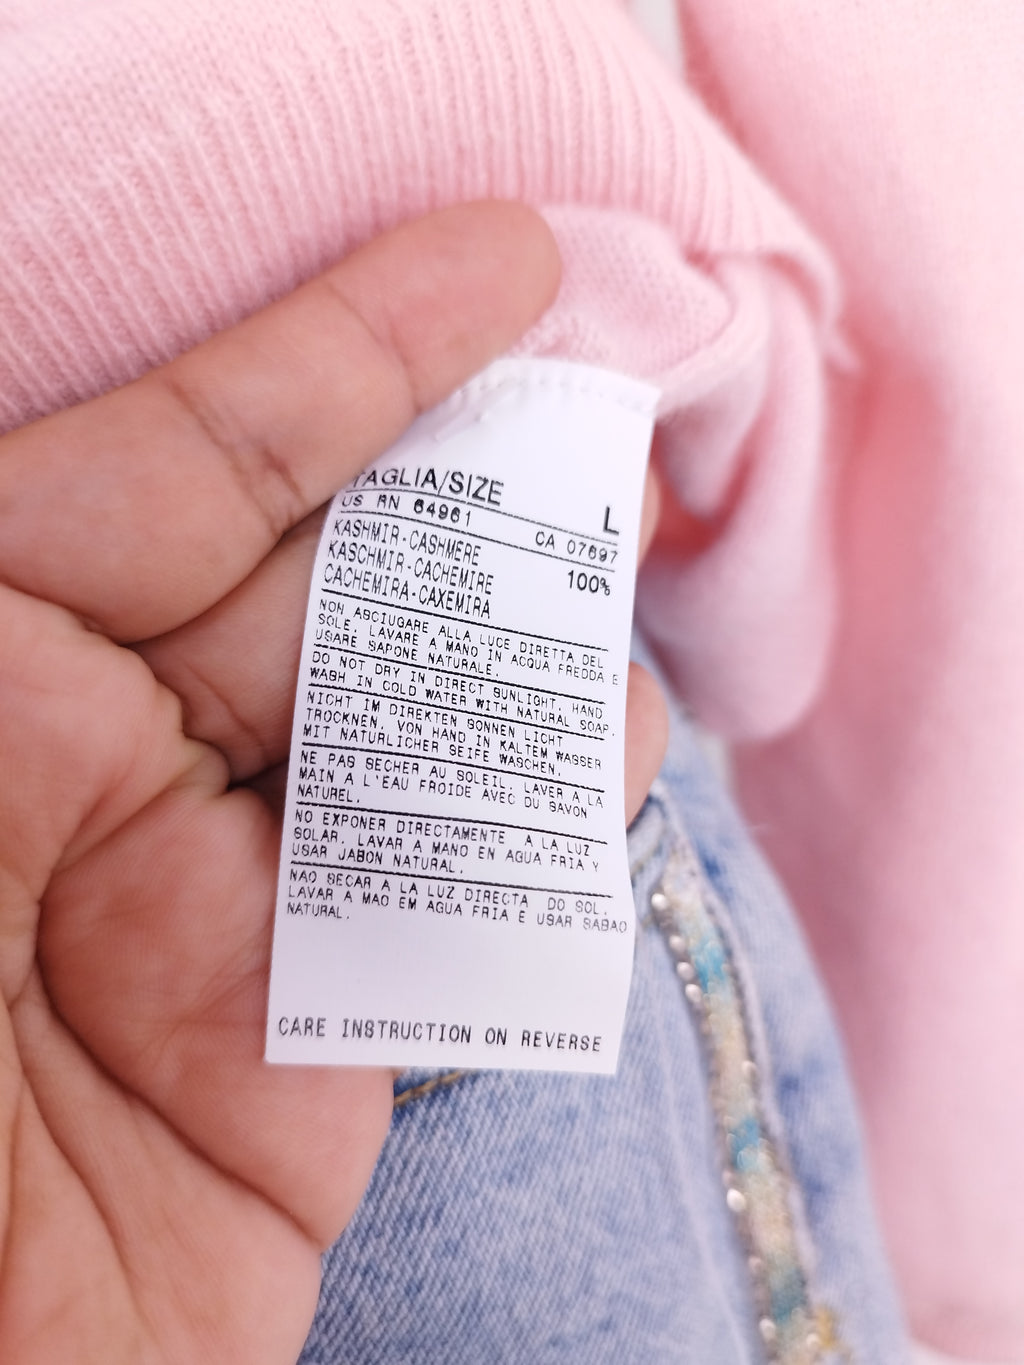 TAGLIA/SIZE L
US RN 64961 CA 07697
KASHMIR-CASHMERE 100%
KASCHMIR-CACHEMIRE
CACHEMIRA-CAXEMIRA
NON ASCIUGARE ALLA LUCE DIRETTA DEL
SOLE. LAVARE A MANO IN ACQUA FREDDA E
USARE SAPONE NATURALE.
DO NOT DRY IN DIRECT SUNLIGHT. HAND
WASH IN COLD WATER WITH NATURAL SOAP.
NICHT IM DIREKTEN SONNEN LICHT
TROCKNEN. VON HAND IN KALTEM WASSER
MIT NATURLICHER SEIFE WASCHEN.
NE PAS SECHER AU SOLEIL. LAVER A LA
MAIN A L'EAU FROIDE AVEC DU SAVON
NATUREL.
NO EXPONER DIRECTAMENTE A LA LUZ
SOLAR. LAVAR A MANO EN AGUA FRIA Y
USAR JABON NATURAL.
NAO SECAR A LA LUZ DIRECTA DO SOL.
LAVAR A MAO EM AGUA FRIA E USAR SABAO
NATURAL.
CARE INSTRUCTION ON REVERSE